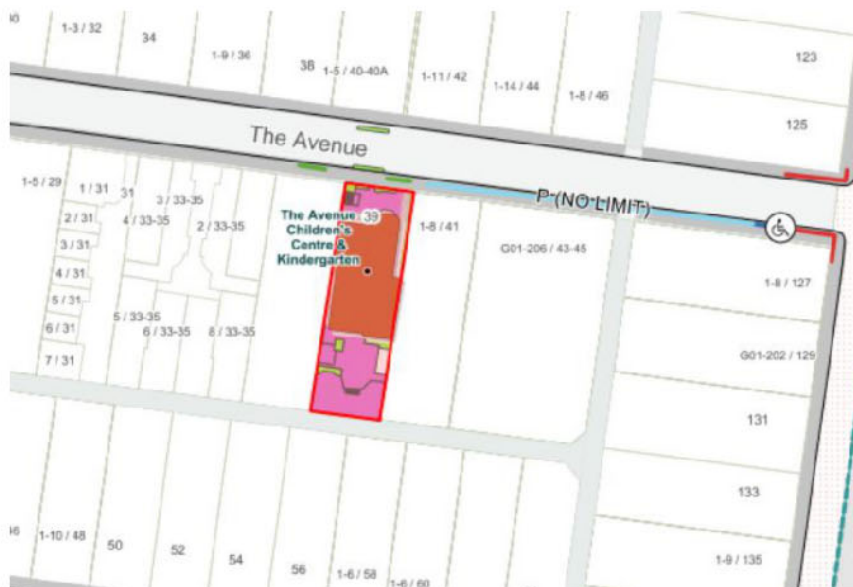 1-3 / 32
34
1-9 / 36
38
1-5 / 40-40A
1-11 / 42
1-14 / 44
1-8 / 46
123
125
The Avenue
P (NO LIMIT)
1-5 / 29
1 / 31
31
2 / 31
3 / 31
4 / 31
5 / 31
6 / 31
7 / 31
3 / 33-35
4 / 33-35
2 / 33-35
5 / 33-35
6 / 33-35
8 / 33-35
The Avenue
Children's
Centre &
Kindergarten
39
1-8 / 41
G01-206 / 43-45
1-8 / 127
G01-202 / 129
131
133
1-9 / 135
1-10 / 48
50
52
54
56
1-6 / 58
1-6 / 60